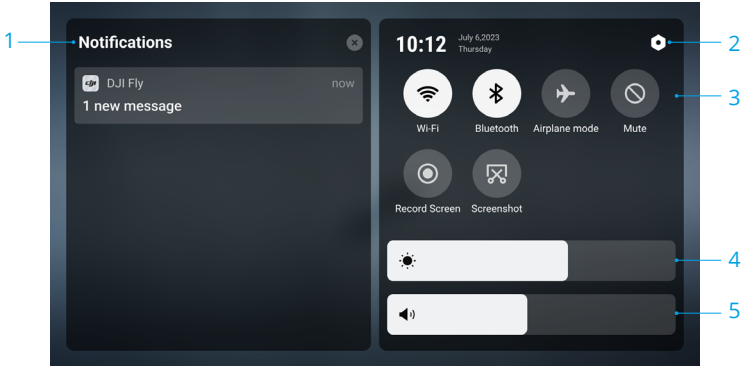 1
Notifications
dji
DJI Fly
now
1 new message
10:12
July 6,2023
Thursday
2
Wi-Fi
Bluetooth
Airplane mode
Mute
3
Record Screen
Screenshot
4
5